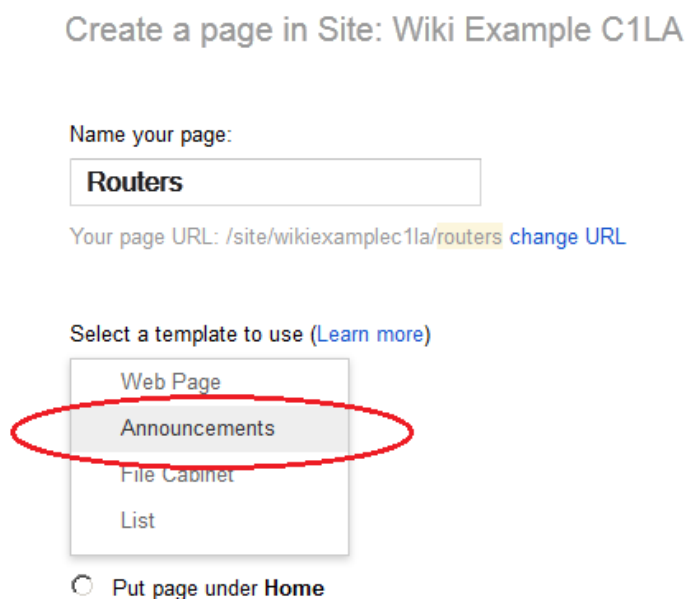 Create a page in Site: Wiki Example C1LA
Name your page:
Routers
Your page URL: /site/wikiexamplec1la/routers change URL
Select a template to use (Learn more)
Web Page
Announcements
File Cabinet
List
Put page under Home